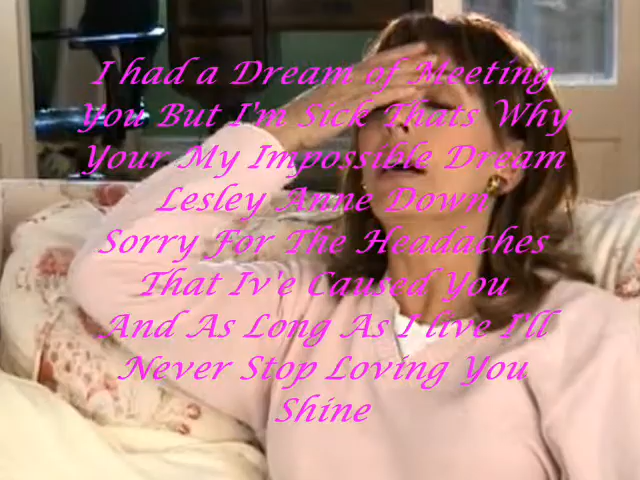 I had a Dream of Meeting
You But I'm Sick Thats Why
Your My Impossible Dream
Lesley Anne Down
Sorry For The Headaches
That Iv'e Caused You
And As Long As I live I'll
Never Stop Loving You
Shine